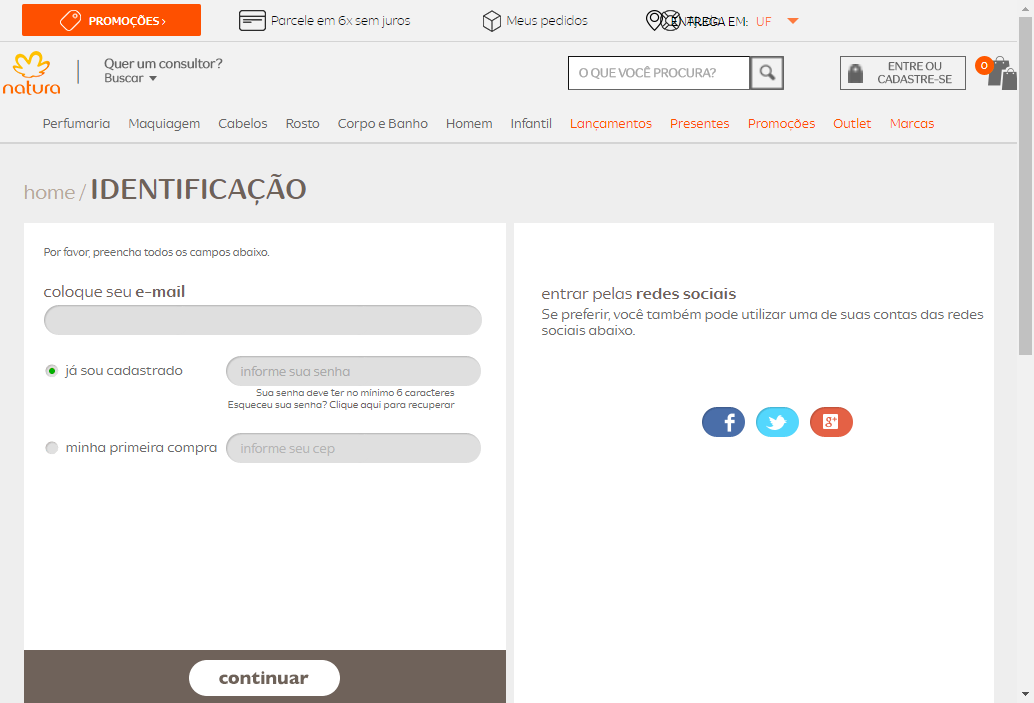 PROMOÇÕES ›
Parcele em 6x sem juros
Meus pedidos
ENTREGA EM: UF
natura
Quer um consultor?
Buscar
O QUE VOCÊ PROCURA?
ENTRE OU
CADASTRE-SE
0
Perfumaria Maquiagem Cabelos Rosto Corpo e Banho Homem Infantil Lançamentos Presentes Promoções Outlet Marcas
home / IDENTIFICAÇÃO
Por favor, preencha todos os campos abaixo.
coloque seu e-mail
já sou cadastrado
informe sua senha
Sua senha deve ter no mínimo 6 caracteres
Esqueceu sua senha? Clique aqui para recuperar
minha primeira compra
informe seu cep
continuar
entrar pelas redes sociais
Se preferir, você também pode utilizar uma de suas contas das redes
sociais abaixo.
f
g+